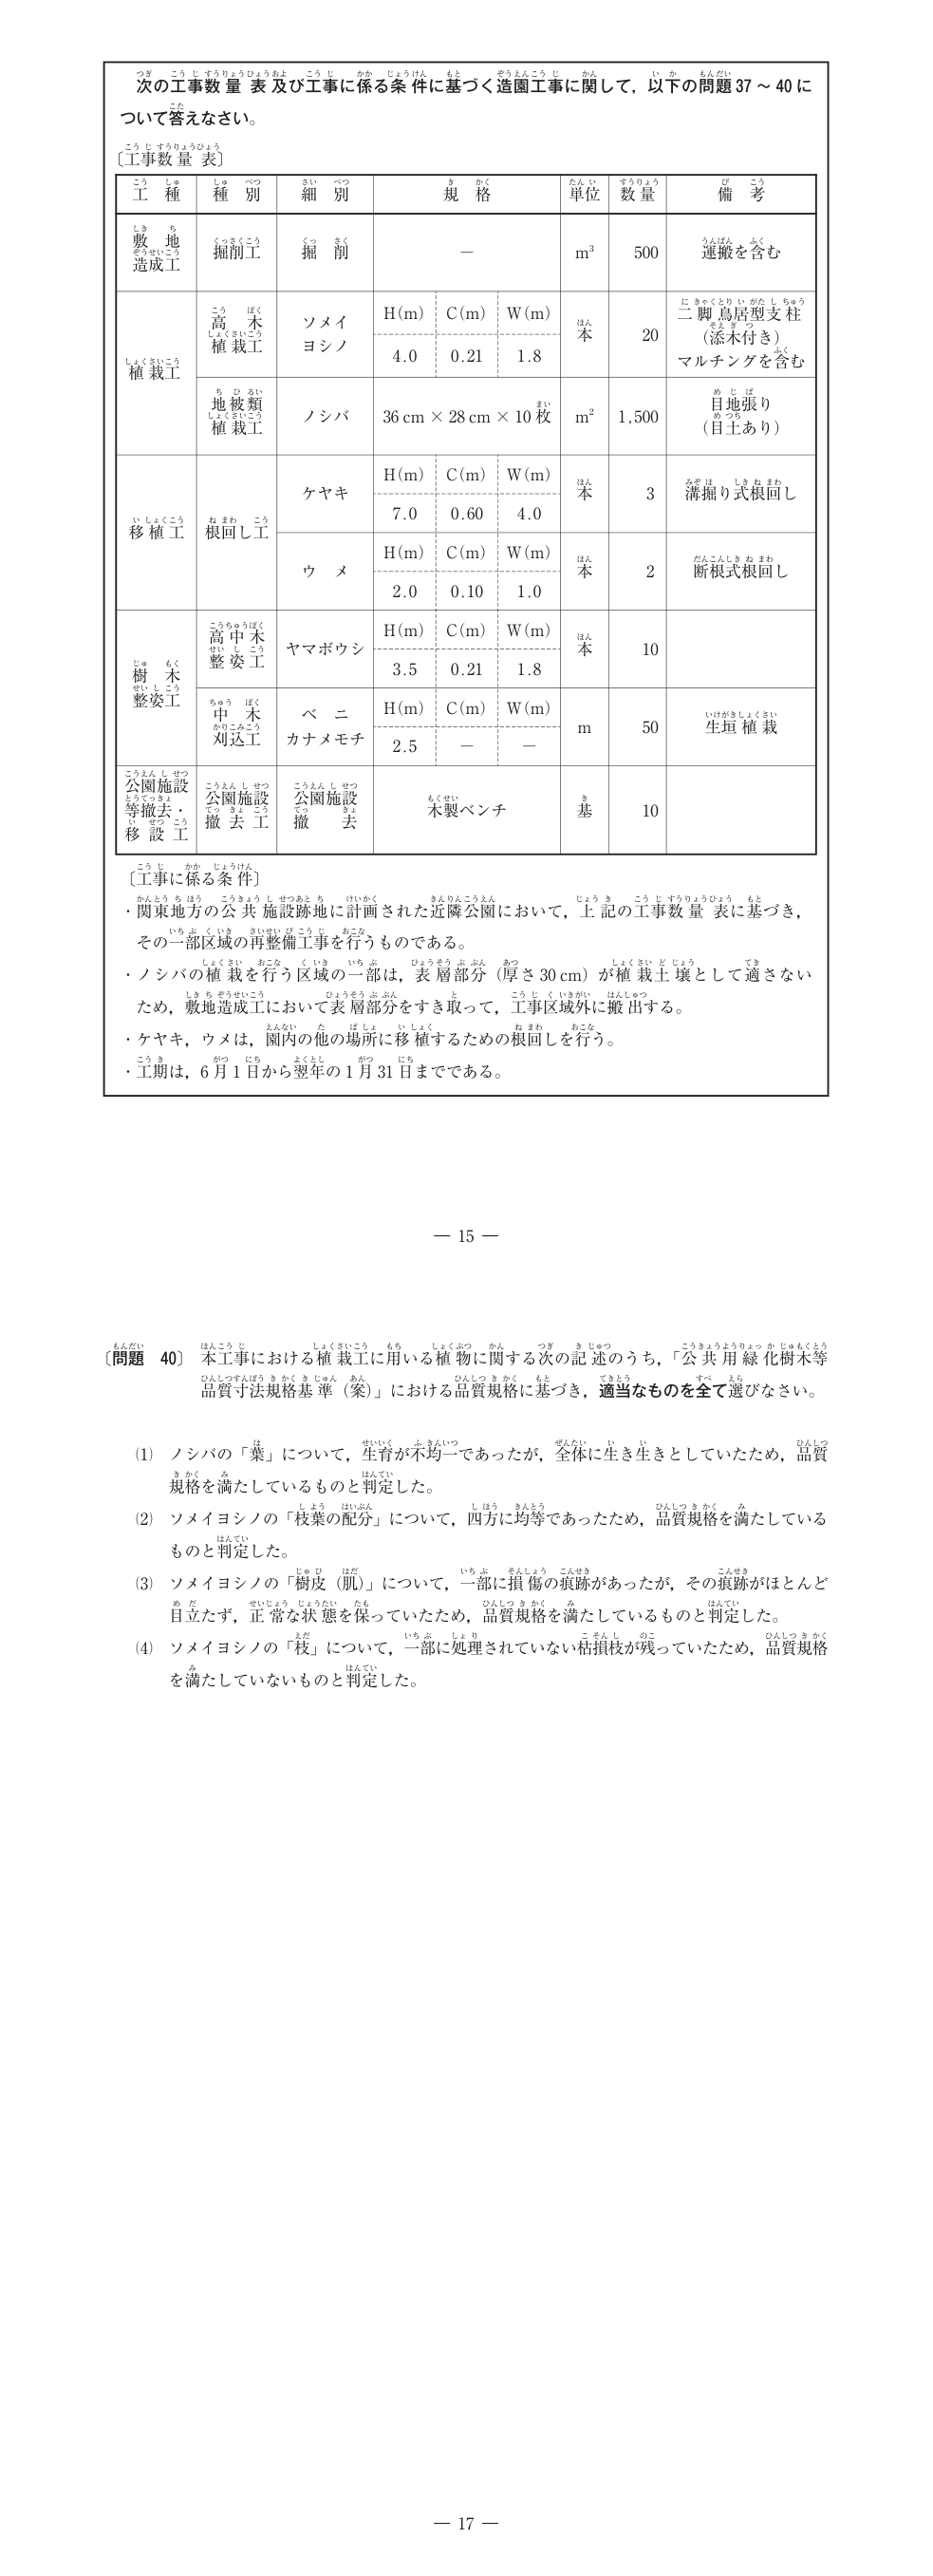 次の工事数量表及び工事に係る条件に基づく造園工事に関して，以下の問題 37 ～ 40 に
ついて答えなさい。
〔工事数量表〕
工種 種別 細別 規格 単位 数量 備考
敷地造成工 掘削工 掘削 ― m³ 500 運搬を含む
植栽工 高木植栽工 ソメイヨシノ H(m) C(m) W(m) 本 20 二脚鳥居型支柱（添木付き）マルチングを含む
4.0 0.21 1.8
地被類植栽工 ノシバ 36 cm × 28 cm × 10 枚 m² 1,500 目地張り（目土あり）
移植工 根回し工 ケヤキ H(m) C(m) W(m) 本 3 溝掘り式根回し
7.0 0.60 4.0
ウメ H(m) C(m) W(m) 本 2 断根式根回し
2.0 0.10 1.0
樹木整姿工 高中木整姿工 ヤマボウシ H(m) C(m) W(m) 本 10
3.5 0.21 1.8
中木刈込工 ベニカナメモチ H(m) C(m) W(m) m 50 生垣植栽
2.5 ― ―
公園施設等撤去・移設工 公園施設撤去工 公園施設撤去 木製ベンチ 基 10
〔工事に係る条件〕
・関東地方の公共施設跡地に計画された近隣公園において，上記の工事数量表に基づき，
その一部区域の再整備工事を行うものである。
・ノシバの植栽を行う区域の一部は，表層部分（厚さ 30 cm）が植栽土壌として適さない
ため，敷地造成工において表層部分をすき取って，工事区域外に搬出する。
・ケヤキ，ウメは，園内の他の場所に移植するための根回しを行う。
・工期は，6 月 1 日から翌年の 1 月 31 日までである。
― 15 ―
〔問題 40〕 本工事における植栽工に用いる植物に関する次の記述のうち，「公共用緑化樹木等
品質寸法規格基準（案）」における品質規格に基づき，適当なものを全て選びなさい。
(1) ノシバの「葉」について，生育が不均一であったが，全体に生き生きとしていたため，品質
規格を満たしているものと判定した。
(2) ソメイヨシノの「枝葉の配分」について，四方に均等であったため，品質規格を満たしている
ものと判定した。
(3) ソメイヨシノの「樹皮（肌）」について，一部に損傷の痕跡があったが，その痕跡がほとんど
目立たず，正常な状態を保っていたため，品質規格を満たしているものと判定した。
(4) ソメイヨシノの「枝」について，一部に処理されていない枯損枝が残っていたため，品質規格
を満たしていないものと判定した。
― 17 ―